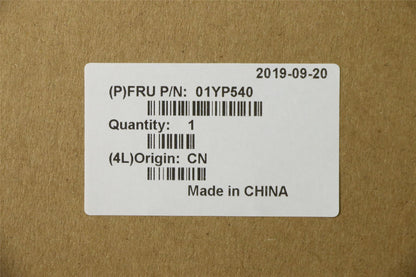 2019-09-20
(P)FRU P/N: 01YP540
Quantity: 1
(4L)Origin: CN
Made in CHINA